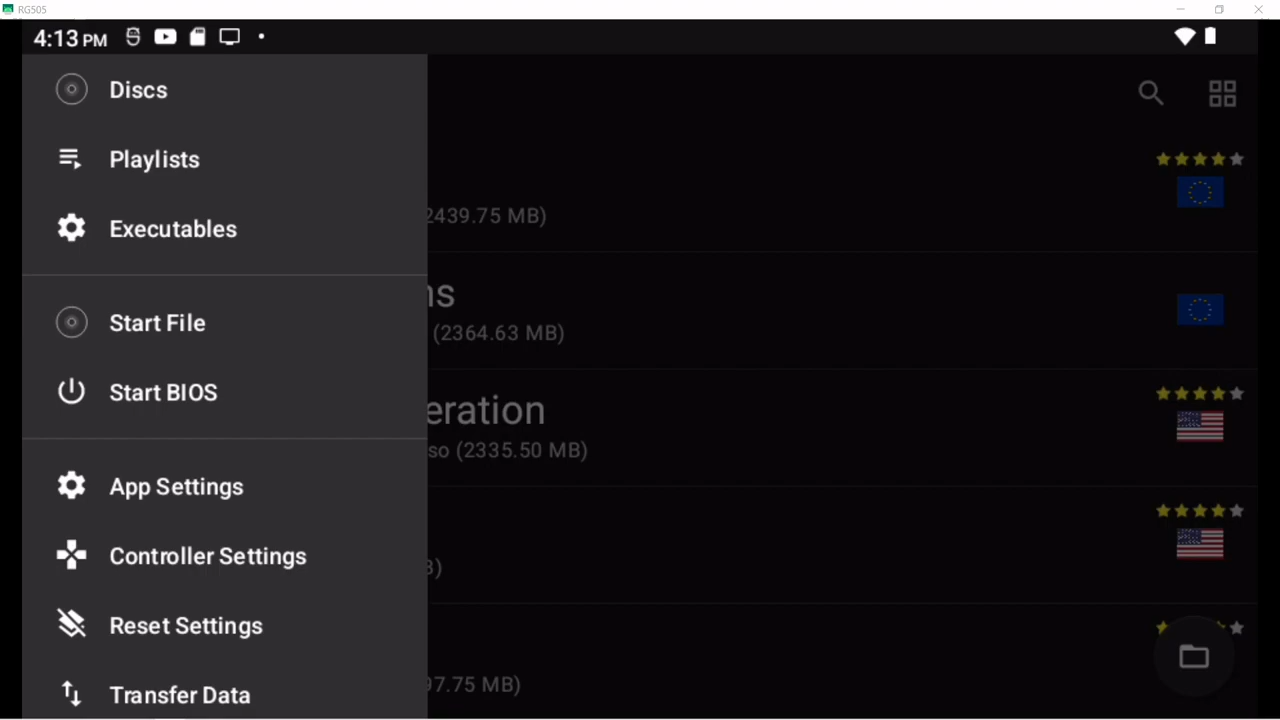 RG505
4:13 PM
Discs
Playlists
Executables
2439.75 MB)
Start File
ns
(2364.63 MB)
Start BIOS
eration
so (2335.50 MB)
App Settings
Controller Settings
B)
Reset Settings
Transfer Data
97.75 MB)